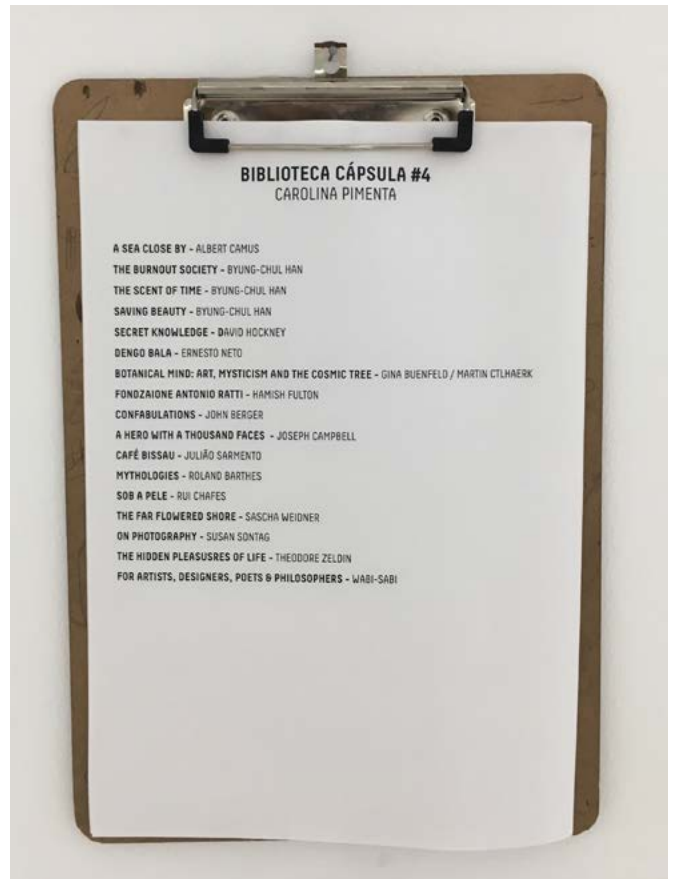 BIBLIOTECA CÁPSULA #4
CAROLINA PIMENTA
A SEA CLOSE BY - ALBERT CAMUS
THE BURNOUT SOCIETY - BYUNG-CHUL HAN
THE SCENT OF TIME - BYUNG-CHUL HAN
SAVING BEAUTY - BYUNG-CHUL HAN
SECRET KNOWLEDGE - DAVID HOCKNEY
DENGO BALA - ERNESTO NETO
BOTANICAL MIND: ART, MYSTICISM AND THE COSMIC TREE - GINA BUENFELD / MARTIN CTLHAERK
FONDZAIONE ANTONIO RATTI - HAMISH FULTON
CONFABULATIONS - JOHN BERGER
A HERO WITH A THOUSAND FACES - JOSEPH CAMPBELL
CAFÉ BISSAU - JULIÃO SARMENTO
MYTHOLOGIES - ROLAND BARTHES
SOB A PELE - RUI CHAFES
THE FAR FLOWERED SHORE - SASCHA WEIDNER
ON PHOTOGRAPHY - SUSAN SONTAG
THE HIDDEN PLEASUSRES OF LIFE - THEODORE ZELDIN
FOR ARTISTS, DESIGNERS, POETS & PHILOSOPHERS - WABI-SABI